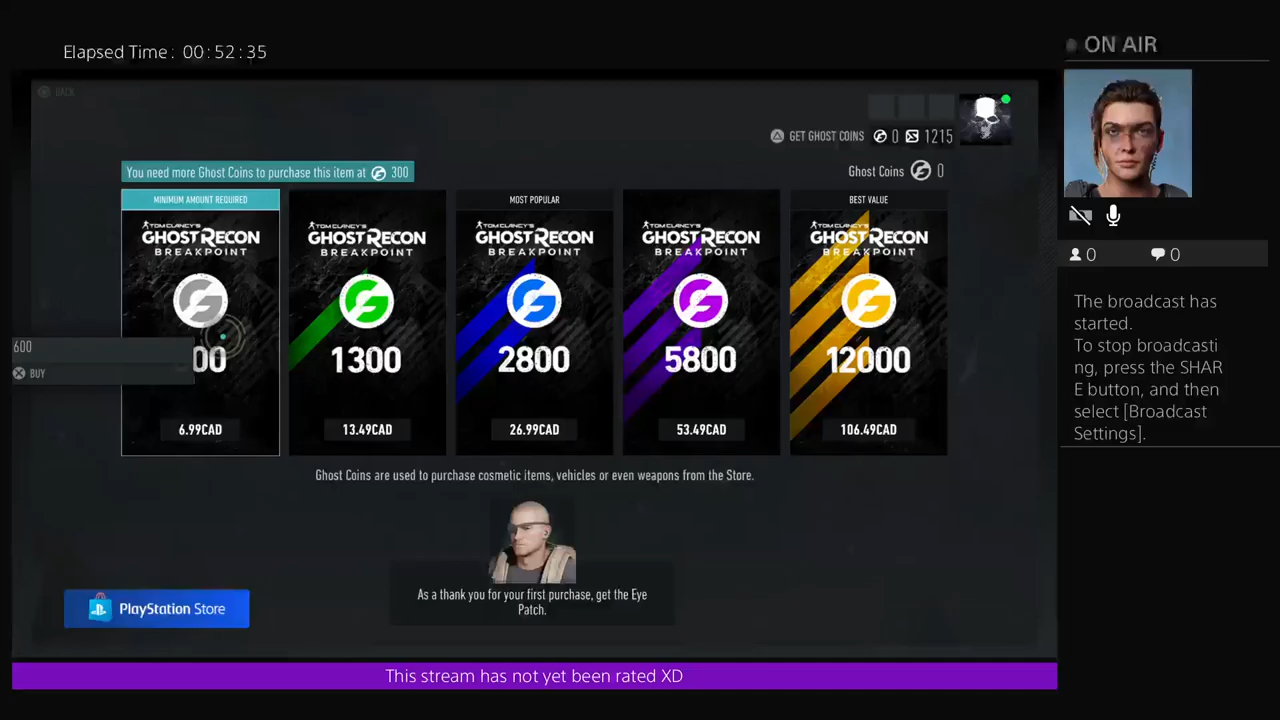 Elapsed Time: 00:52:35
ON AIR
BACK
GET GHOST COINS 0 1215
You need more Ghost Coins to purchase this item at 300
Ghost Coins 0
MINIMUM AMOUNT REQUIRED
TOM CLANCY'S
GHOST RECON
BREAKPOINT
00
6.99CAD
TOM CLANCY'S
GHOST RECON
BREAKPOINT
1300
13.49CAD
MOST POPULAR
TOM CLANCY'S
GHOST RECON
BREAKPOINT
2800
26.99CAD
TOM CLANCY'S
GHOST RECON
BREAKPOINT
5800
53.49CAD
BEST VALUE
TOM CLANCY'S
GHOST RECON
BREAKPOINT
12000
106.49CAD
600
BUY
Ghost Coins are used to purchase cosmetic items, vehicles or even weapons from the Store.
As a thank you for your first purchase, get the Eye
Patch.
PlayStation Store
This stream has not yet been rated XD
0 0
The broadcast has
started.
To stop broadcasti
ng, press the SHAR
E button, and then
select [Broadcast
Settings].